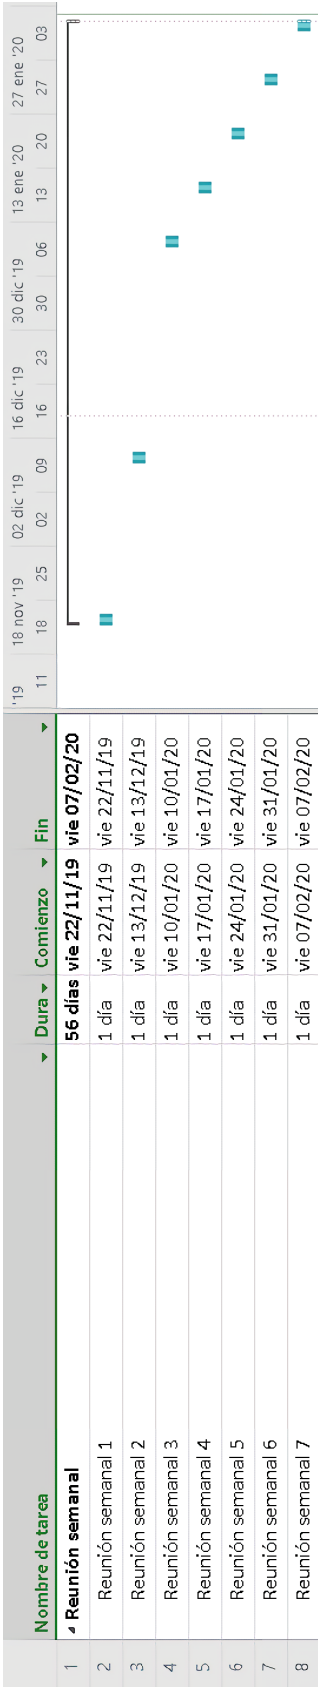 Nombre de tarea Dura Comienzo Fin
1 Reunión semanal 56 días vie 22/11/19 vie 07/02/20
2 Reunión semanal 1 1 día vie 22/11/19 vie 22/11/19
3 Reunión semanal 2 1 día vie 13/12/19 vie 13/12/19
4 Reunión semanal 3 1 día vie 10/01/20 vie 10/01/20
5 Reunión semanal 4 1 día vie 17/01/20 vie 17/01/20
6 Reunión semanal 5 1 día vie 24/01/20 vie 24/01/20
7 Reunión semanal 6 1 día vie 31/01/20 vie 31/01/20
8 Reunión semanal 7 1 día vie 07/02/20 vie 07/02/20
'19 18 nov '19 02 dic '19 16 dic '19 30 dic '19 13 ene '20 27 ene '20
11 18 25 02 09 16 23 30 06 13 20 27 03